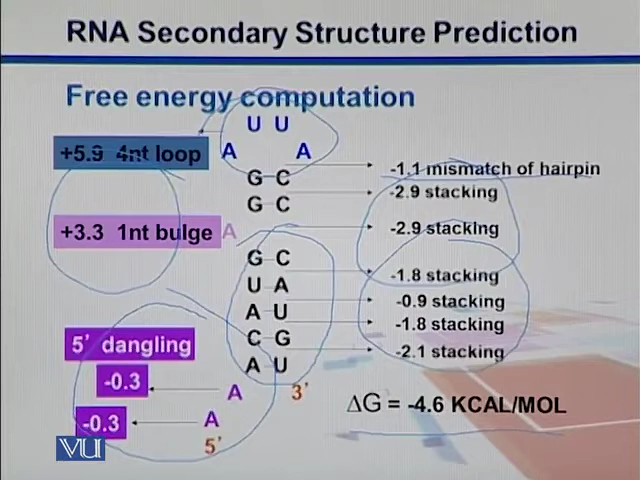 RNA Secondary Structure Prediction
Free energy computation
U U
+5.9 4nt loop A A
-1.1 mismatch of hairpin
G C
-2.9 stacking
G C
+3.3 1nt bulge A -2.9 stacking
G C
-1.8 stacking
U A
-0.9 stacking
A U
-1.8 stacking
5’ dangling C G
-2.1 stacking
A U
-0.3 A 3’
ΔG = -4.6 KCAL/MOL
-0.3 A
5’
VU